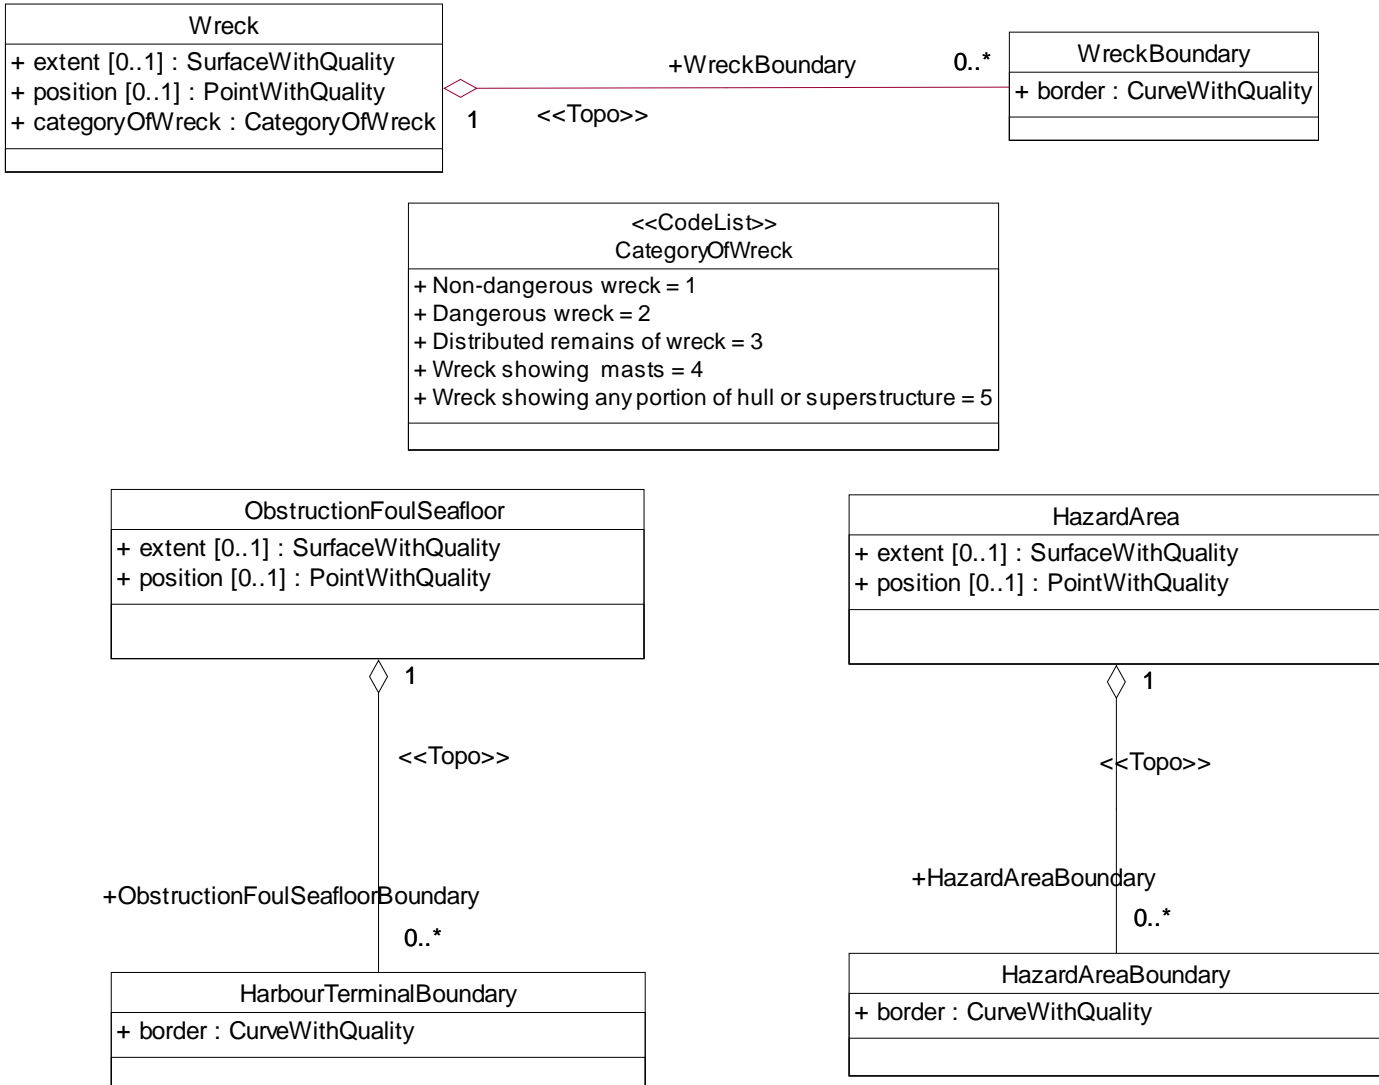 Wreck
+ extent [0..1] : SurfaceWithQuality
+ position [0..1] : PointWithQuality
+ categoryOfWreck : CategoryOfWreck
1
<<Topo>>
+WreckBoundary
0..*
WreckBoundary
+ border : CurveWithQuality
<<CodeList>>
CategoryOfWreck
+ Non-dangerous wreck = 1
+ Dangerous wreck = 2
+ Distributed remains of wreck = 3
+ Wreck showing masts = 4
+ Wreck showing any portion of hull or superstructure = 5
ObstructionFoulSeafloor
+ extent [0..1] : SurfaceWithQuality
+ position [0..1] : PointWithQuality
1
<<Topo>>
+ObstructionFoulSeafloorBoundary
0..*
HarbourTerminalBoundary
+ border : CurveWithQuality
HazardArea
+ extent [0..1] : SurfaceWithQuality
+ position [0..1] : PointWithQuality
1
<<Topo>>
+HazardAreaBoundary
0..*
HazardAreaBoundary
+ border : CurveWithQuality